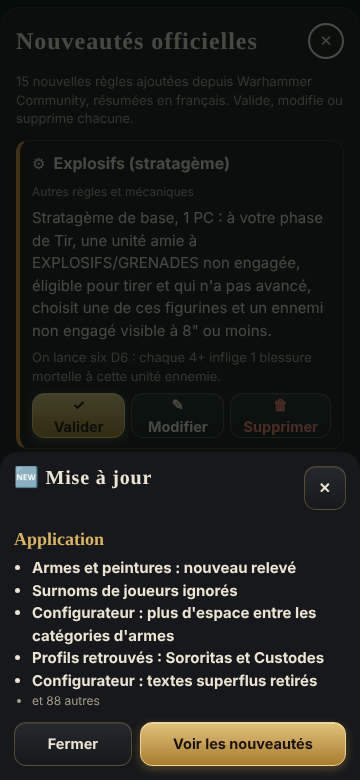 Nouveautés officielles
×
15 nouvelles règles ajoutées depuis Warhammer
Community, résumées en français. Valide, modifie ou
supprime chacune.
⚙ Explosifs (stratagème)
Autres règles et mécaniques
Stratagème de base, 1 PC : à votre phase
de Tir, une unité amie à
EXPLOSIFS/GRENADES non engagée,
éligible pour tirer et qui n'a pas avancé,
choisit une de ces figurines et un ennemi
non engagé visible à 8" ou moins.
On lance six D6 : chaque 4+ inflige 1 blessure
mortelle à cette unité ennemie.
✓ Valider
✎ Modifier
🗑 Supprimer
🆕 Mise à jour
×
Application
• Armes et peintures : nouveau relevé
• Surnoms de joueurs ignorés
• Configurateur : plus d'espace entre les
catégories d'armes
• Profils retrouvés : Sororitas et Custodes
• Configurateur : textes superflus retirés
• et 88 autres
Fermer
Voir les nouveautés